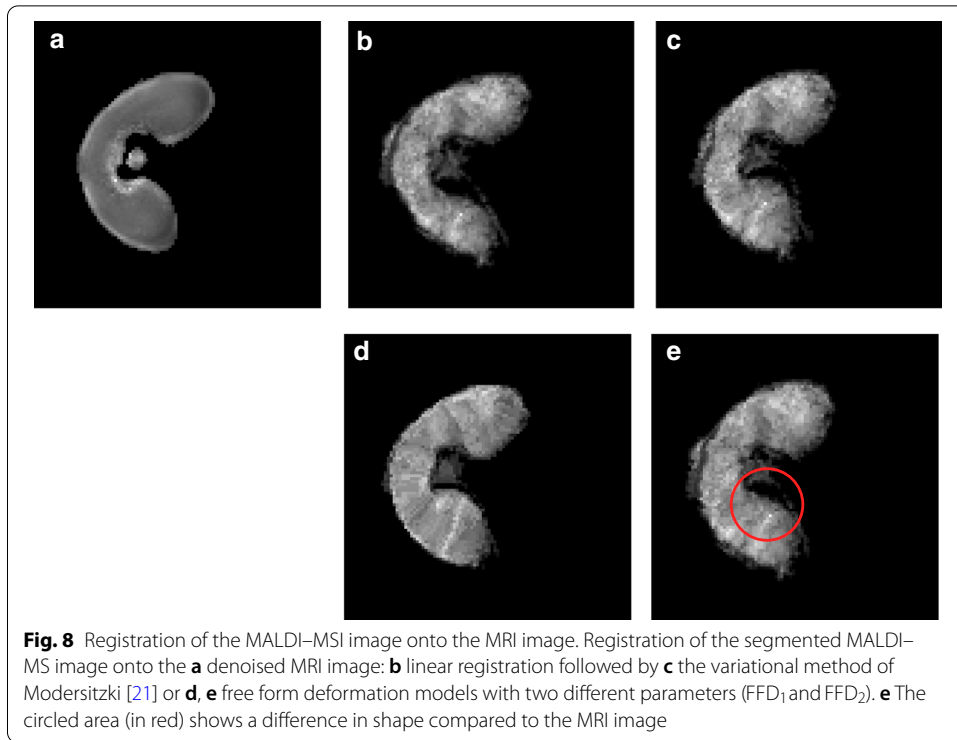 a
b
c
d
e
Fig. 8 Registration of the MALDI–MSI image onto the MRI image. Registration of the segmented MALDI–
MS image onto the a denoised MRI image: b linear registration followed by c the variational method of
Modersitzki [21] or d, e free form deformation models with two different parameters (FFD₁ and FFD₂). e The
circled area (in red) shows a difference in shape compared to the MRI image